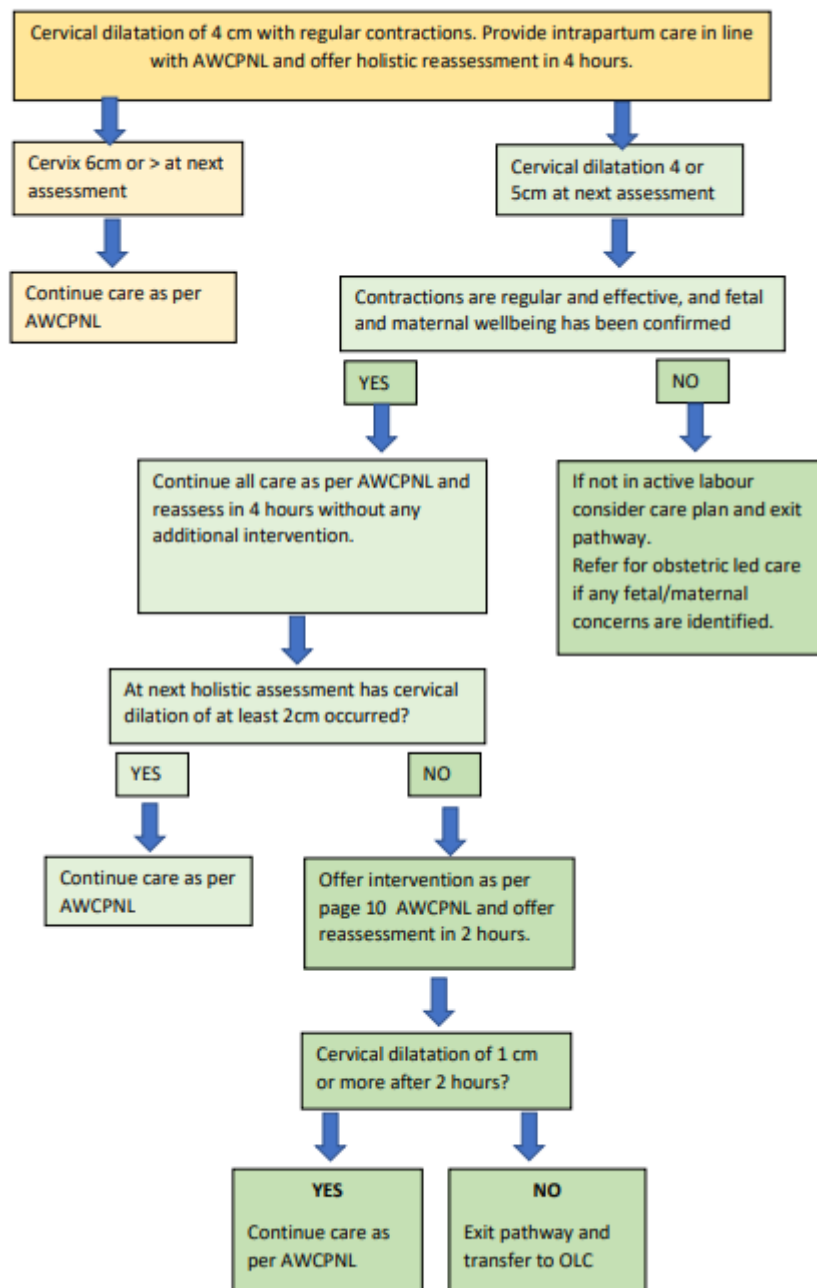 Cervical dilatation of 4 cm with regular contractions. Provide intrapartum care in line
with AWCPNL and offer holistic reassessment in 4 hours.
Cervix 6cm or > at next
assessment
Cervical dilatation 4 or
5cm at next assessment
Continue care as per
AWCPNL
Contractions are regular and effective, and fetal
and maternal wellbeing has been confirmed
YES
NO
Continue all care as per AWCPNL and
reassess in 4 hours without any
additional intervention.
If not in active labour
consider care plan and exit
pathway.
Refer for obstetric led care
if any fetal/maternal
concerns are identified.
At next holistic assessment has cervical
dilation of at least 2cm occurred?
YES
NO
Continue care as per
AWCPNL
Offer intervention as per
page 10 AWCPNL and offer
reassessment in 2 hours.
Cervical dilatation of 1 cm
or more after 2 hours?
YES
Continue care as
per AWCPNL
NO
Exit pathway and
transfer to OLC